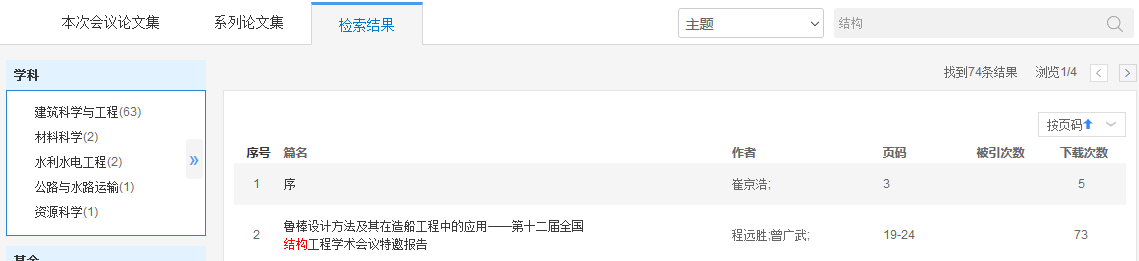 本次会议论文集 系列论文集 检索结果 主题 结构
学科 找到74条结果 浏览1/4
建筑科学与工程(63)
材料科学(2)
水利水电工程(2)
公路与水路运输(1)
资源科学(1)
»
按页码
序号 篇名 作者 页码 被引次数 下载次数
1 序 崔京浩; 3 5
鲁棒设计方法及其在造船工程中的应用——第十二届全国
2 结构工程学术会议特邀报告 程远胜;曾广武; 19-24 73